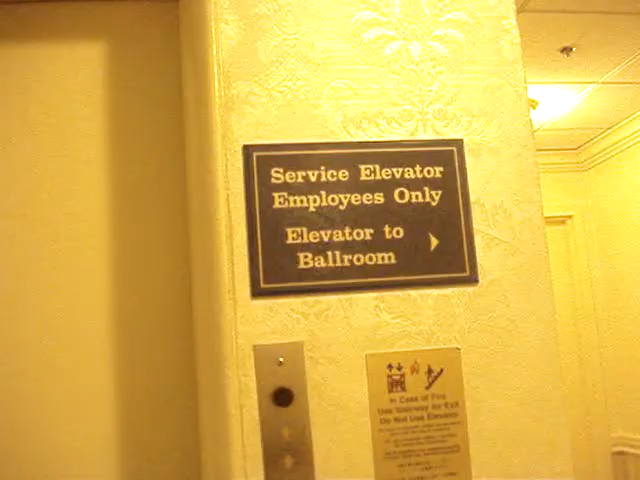 Service Elevator
Employees Only
Elevator to
Ballroom
In Case of Fire
Use Stairway for Exit
Do Not Use Elevator